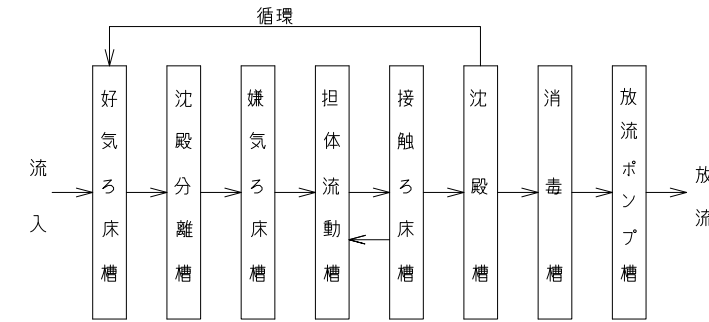 循環
流入
好気ろ床槽
沈殿分離槽
嫌気ろ床槽
担体流動槽
接触ろ床槽
沈殿槽
消毒槽
放流ポンプ槽
放流